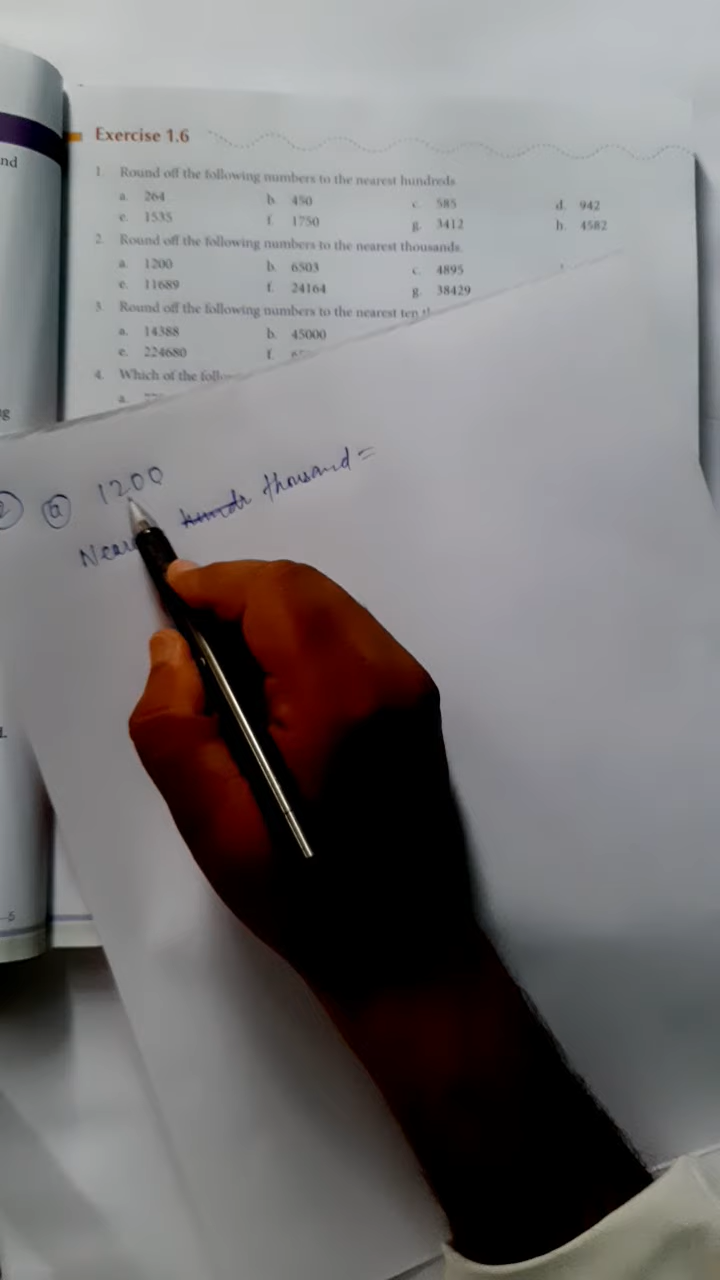 nd
Exercise 1.6
1. Round off the following numbers to the nearest hundreds
a. 264 b. 450 c. 585 d. 942
e. 1535 f. 1750 g. 3412 h. 4582
2. Round off the following numbers to the nearest thousands.
a. 1200 b. 6503 c. 4895
e. 11689 f. 24164 g. 38429
3. Round off the following numbers to the nearest ten
a. 14388 b. 45000
e. 224680 f.
4. Which of the
a.
2 a 1200
thousand =